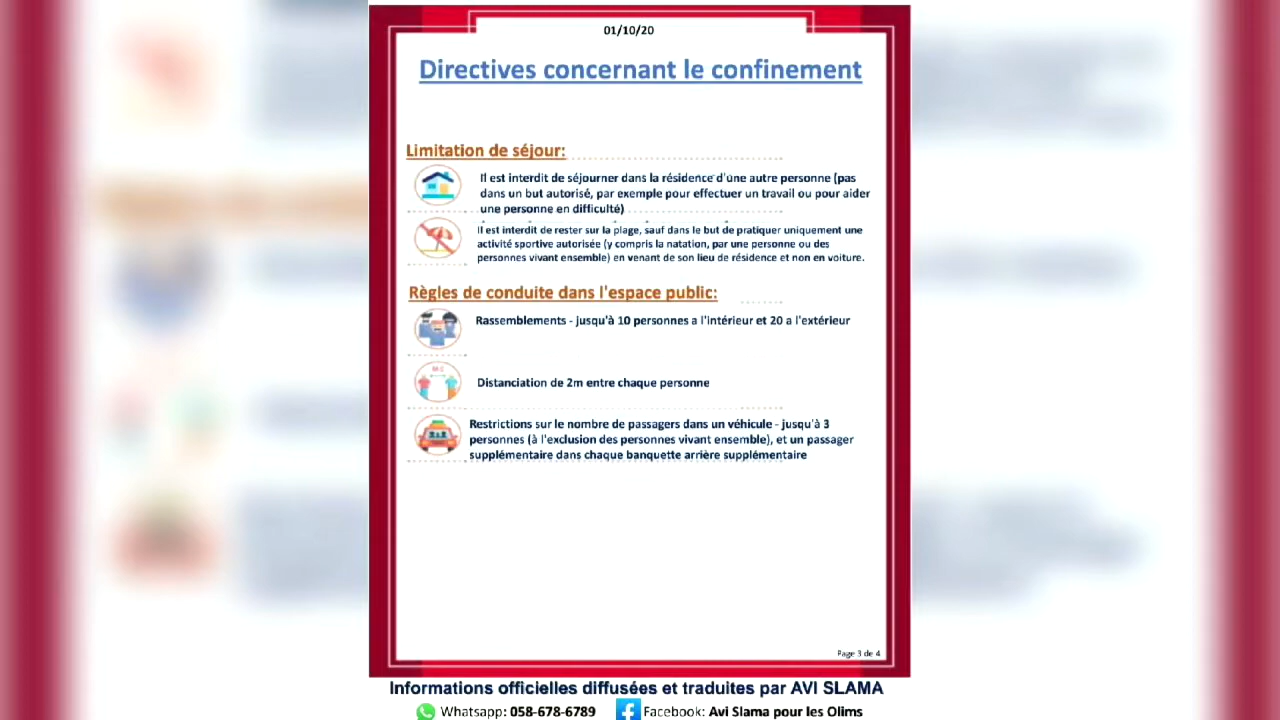 01/10/20
Directives concernant le confinement
Limitation de séjour:
Il est interdit de séjourner dans la résidence d'une autre personne (pas
dans un but autorisé, par exemple pour effectuer un travail ou pour aider
une personne en difficulté)
Il est interdit de rester sur la plage, sauf dans le but de pratiquer uniquement une
activité sportive autorisée (y compris la natation, par une personne ou des
personnes vivant ensemble) en venant de son lieu de résidence et non en voiture.
Règles de conduite dans l'espace public:
Rassemblements - jusqu'à 10 personnes a l'intérieur et 20 a l'extérieur
Distanciation de 2m entre chaque personne
Restrictions sur le nombre de passagers dans un véhicule - jusqu'à 3
personnes (à l'exclusion des personnes vivant ensemble), et un passager
supplémentaire dans chaque banquette arrière supplémentaire
Page 3 de 4
Informations officielles diffusées et traduites par AVI SLAMA
Whatsapp: 058-678-6789 Facebook: Avi Slama pour les Olims